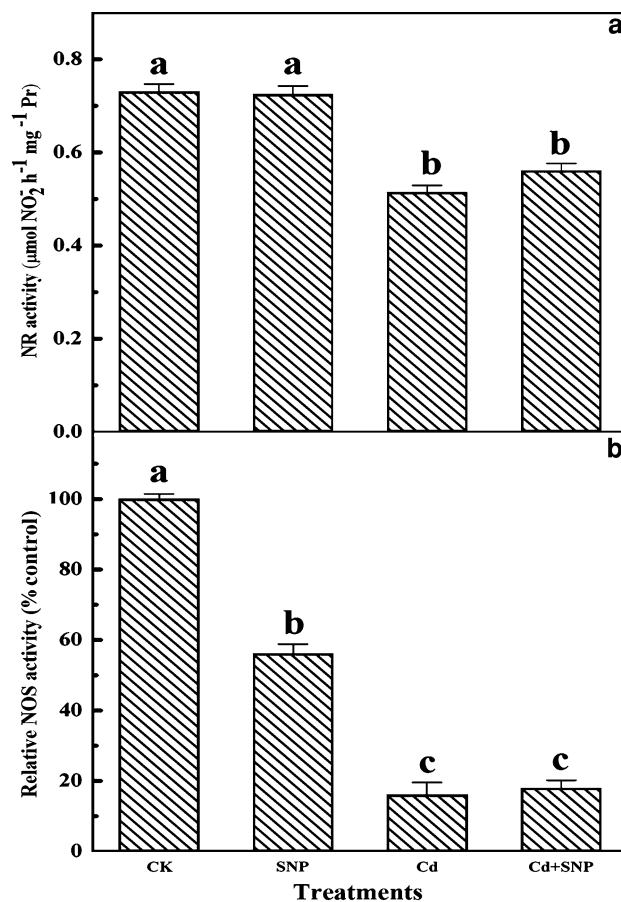 a
NR activity (µmol NO₂⁻ h⁻¹ mg⁻¹ Pr)
0.8
0.6
0.4
0.2
0.0
a
a
b
b
b
Relative NOS activity (% control)
100
80
60
40
20
0
a
b
c
c
CK SNP Cd Cd+SNP
Treatments